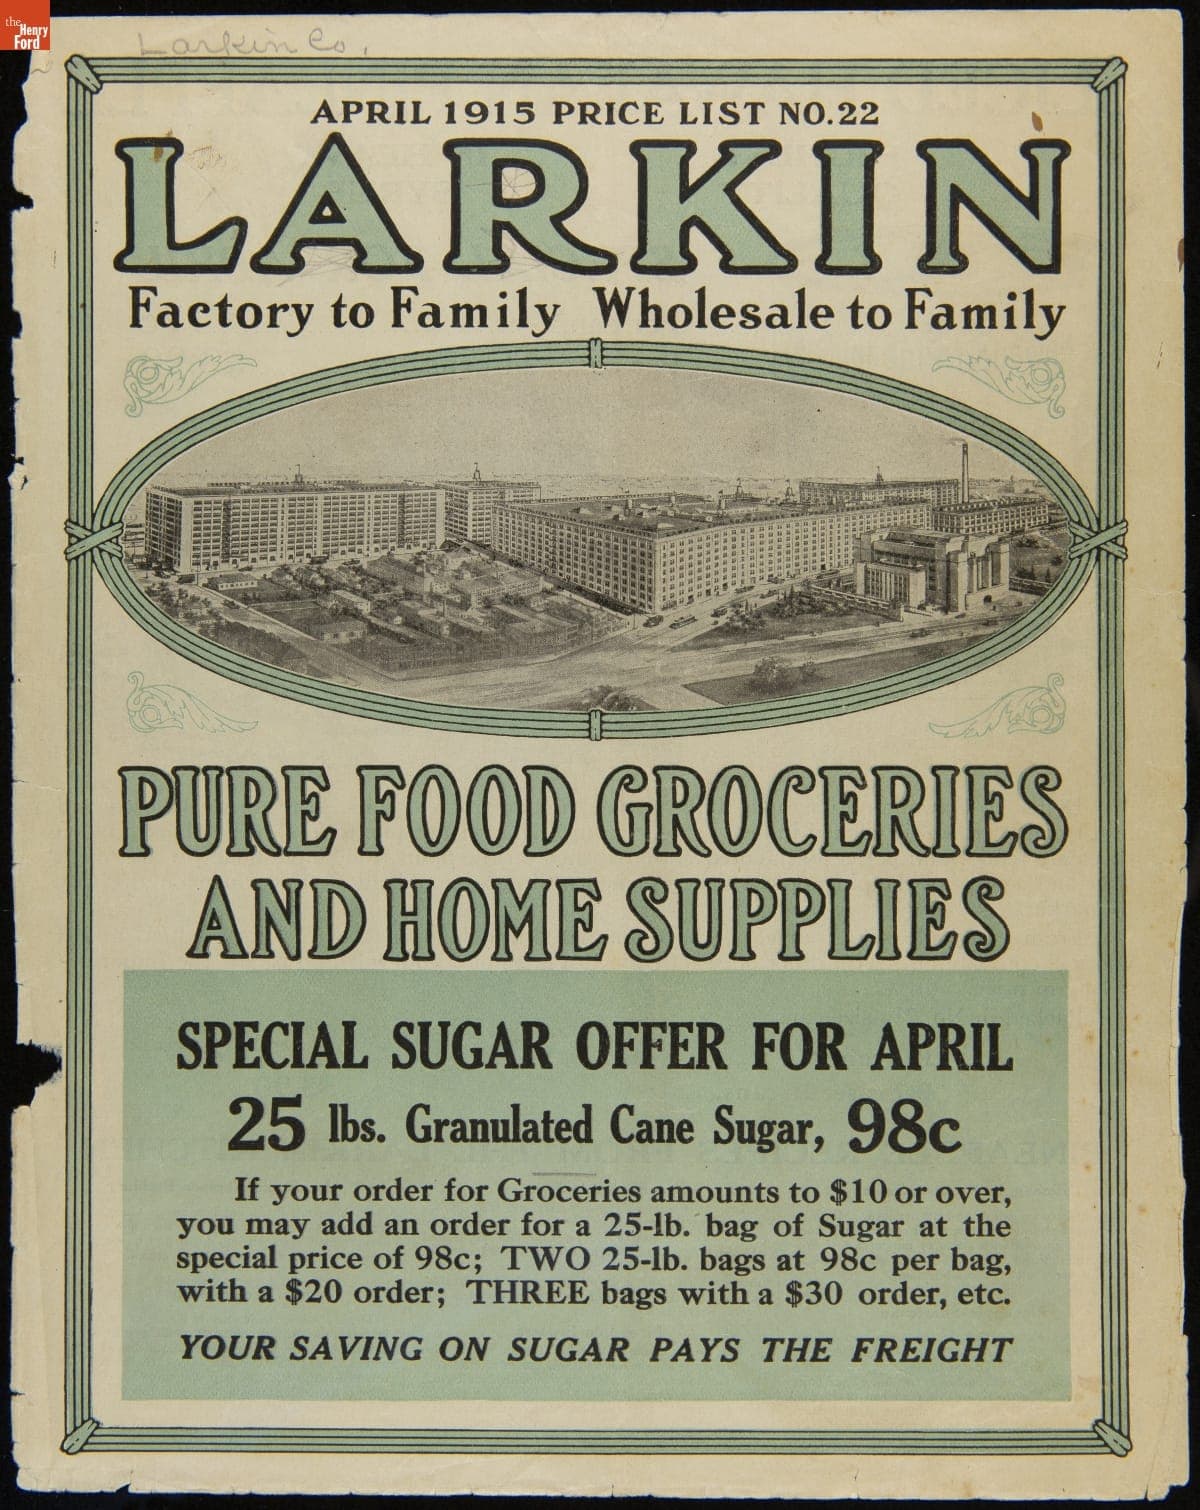 the
Henry
Ford
Larkin Co.
APRIL 1915 PRICE LIST NO.22
LARKIN
Factory to Family Wholesale to Family
PURE FOOD GROCERIES
AND HOME SUPPLIES
SPECIAL SUGAR OFFER FOR APRIL
25 lbs. Granulated Cane Sugar, 98c
If your order for Groceries amounts to $10 or over,
you may add an order for a 25-lb. bag of Sugar at the
special price of 98c; TWO 25-lb. bags at 98c per bag,
with a $20 order; THREE bags with a $30 order, etc.
YOUR SAVING ON SUGAR PAYS THE FREIGHT